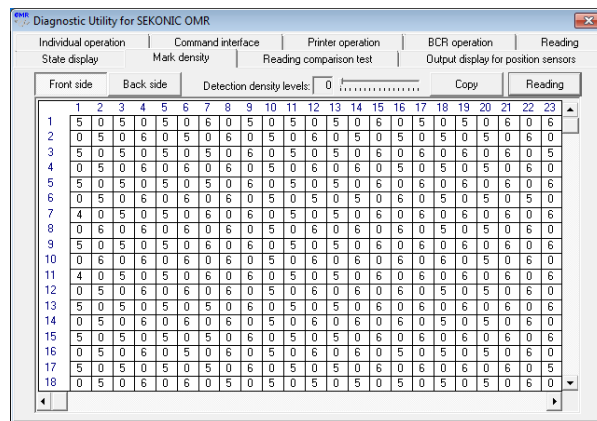 OMR Diagnostic Utility for SEKONIC OMR
Individual operation Command interface Printer operation BCR operation Reading
State display Mark density Reading comparison test Output display for position sensors
Front side Back side Detection density levels: 0 Copy Reading
1 2 3 4 5 6 7 8 9 10 11 12 13 14 15 16 17 18 19 20 21 22 23
1 5 0 5 0 5 0 6 0 5 0 5 0 5 0 6 0 5 0 5 0 6 0 6
2 0 5 0 6 0 5 0 6 0 5 0 6 0 5 0 5 0 5 0 5 0 6 0
3 5 0 5 0 5 0 5 0 6 0 5 0 5 0 6 0 6 0 6 0 6 0 5
4 0 5 0 6 0 6 0 6 0 5 0 6 0 6 0 5 0 5 0 5 0 6 0
5 5 0 5 0 5 0 5 0 6 0 5 0 5 0 6 0 6 0 6 0 6 0 6
6 0 5 0 6 0 5 0 6 0 5 0 5 0 5 0 6 0 5 0 5 0 5 0
7 4 0 5 0 5 0 6 0 6 0 5 0 5 0 6 0 6 0 6 0 6 0 6
8 0 6 0 6 0 6 0 6 0 5 0 6 0 6 0 6 0 5 0 5 0 6 0
9 5 0 5 0 5 0 6 0 6 0 5 0 5 0 6 0 6 0 6 0 6 0 6
10 0 6 0 6 0 6 0 6 0 5 0 6 0 6 0 6 0 5 0 5 0 6 0
11 4 0 5 0 5 0 6 0 6 0 5 0 5 0 6 0 6 0 6 0 6 0 6
12 0 5 0 6 0 5 0 6 0 5 0 6 0 6 0 6 0 5 0 5 0 6 0
13 5 0 5 0 5 0 5 0 6 0 5 0 5 0 6 0 6 0 6 0 6 0 6
14 0 5 0 6 0 6 0 6 0 5 0 6 0 6 0 6 0 5 0 5 0 6 0
15 5 0 5 0 5 0 6 0 6 0 5 0 5 0 6 0 6 0 6 0 6 0 6
16 0 5 0 6 0 5 0 6 0 5 0 6 0 6 0 5 0 5 0 5 0 6 0
17 5 0 5 0 5 0 5 0 6 0 5 0 5 0 6 0 6 0 6 0 6 0 5
18 0 5 0 6 0 6 0 5 0 5 0 5 0 5 0 5 0 5 0 5 0 6 0